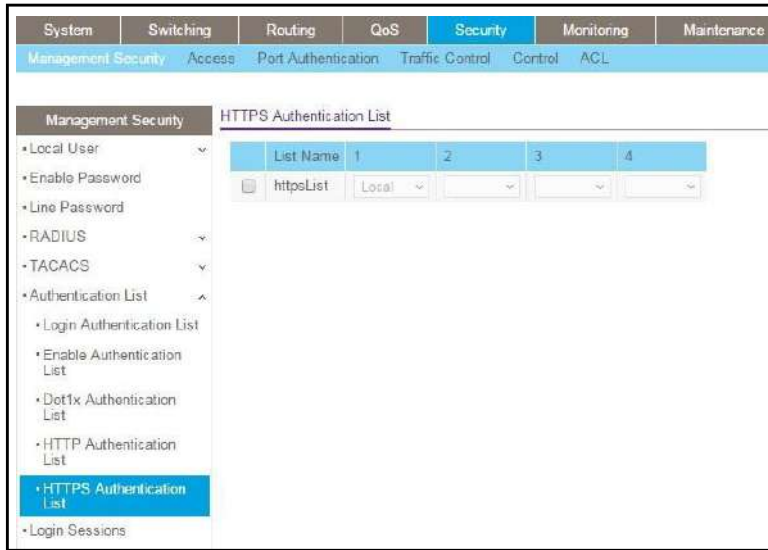 System Switching Routing QoS Security Monitoring Maintenance
Management Security Access Port Authentication Traffic Control Control ACL
Management Security
HTTPS Authentication List
Local User
Enable Password
Line Password
RADIUS
TACACS
Authentication List
Login Authentication List
Enable Authentication
List
Dot1x Authentication
List
HTTP Authentication
List
HTTPS Authentication
List
Login Sessions
List Name 1 2 3 4
httpsList Local